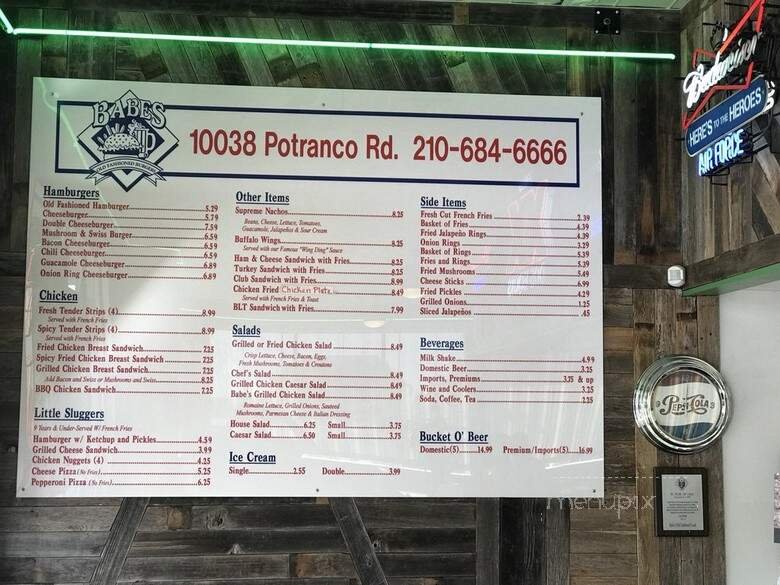 BABES
OLD FASHIONED BURGERS
10038 Potranco Rd. 210-684-6666
Hamburgers
Old Fashioned Hamburger 5.29
Cheeseburger 5.79
Double Cheeseburger 7.59
Mushroom & Swiss Burger 6.59
Bacon Cheeseburger 6.59
Chili Cheeseburger 6.59
Guacamole Cheeseburger 6.89
Onion Ring Cheeseburger 6.89
Chicken
Fresh Tender Strips (4) 8.99
Served with French Fries
Spicy Tender Strips (4) 8.99
Served with French Fries
Fried Chicken Breast Sandwich 7.25
Spicy Fried Chicken Breast Sandwich 7.25
Grilled Chicken Breast Sandwich 7.25
Add Bacon and Swiss or Mushrooms and Swiss 8.25
BBQ Chicken Sandwich 7.25
Little Sluggers
9 Years & Under-Served W/ French Fries
Hamburger w/ Ketchup and Pickles 4.59
Grilled Cheese Sandwich 3.99
Chicken Nuggets (4) 4.25
Cheese Pizza (No Fries) 5.25
Pepperoni Pizza (No Fries) 6.25
Other Items
Supreme Nachos 8.25
Beans, Cheese, Lettuce, Tomatoes,
Guacamole, Jalapeños & Sour Cream
Buffalo Wings 8.25
Served with our Famous "Wing Ding" Sauce
Ham & Cheese Sandwich with Fries 8.25
Turkey Sandwich with Fries 8.25
Club Sandwich with Fries 8.99
Chicken Fried Chicken Plate 8.49
Served with French Fries & Toast
BLT Sandwich with Fries 7.99
Salads
Grilled or Fried Chicken Salad 8.49
Crisp Lettuce, Cheese, Bacon, Eggs,
Fresh Mushrooms, Tomatoes & Croutons
Chef's Salad 8.49
Grilled Chicken Caesar Salad 8.49
Babe's Grilled Chicken Salad 8.49
Romaine Lettuce, Grilled Onions, Sauteed
Mushrooms, Parmesan Cheese & Italian Dressing
House Salad 6.25 Small 3.75
Caesar Salad 6.50 Small 3.75
Ice Cream
Single 2.55 Double 3.99
Side Items
Fresh Cut French Fries 2.39
Basket of Fries 4.39
Fried Jalapeño Rings 4.39
Onion Rings 3.29
Basket of Rings 5.39
Fries and Rings 5.39
Fried Mushrooms 5.49
Cheese Sticks 6.99
Fried Pickles 4.29
Grilled Onions 1.25
Sliced Jalapeños .45
Beverages
Milk Shake 4.99
Domestic Beer 3.25
Imports, Premiums 3.75 & up
Wine and Coolers 3.25
Soda, Coffee, Tea 2.25
Bucket O' Beer
Domestic(5) 14.99 Premium/Imports(5) 16.99
Budweiser
HERE'S TO THE HEROES
AIR FORCE
PEPSI-COLA
menupix